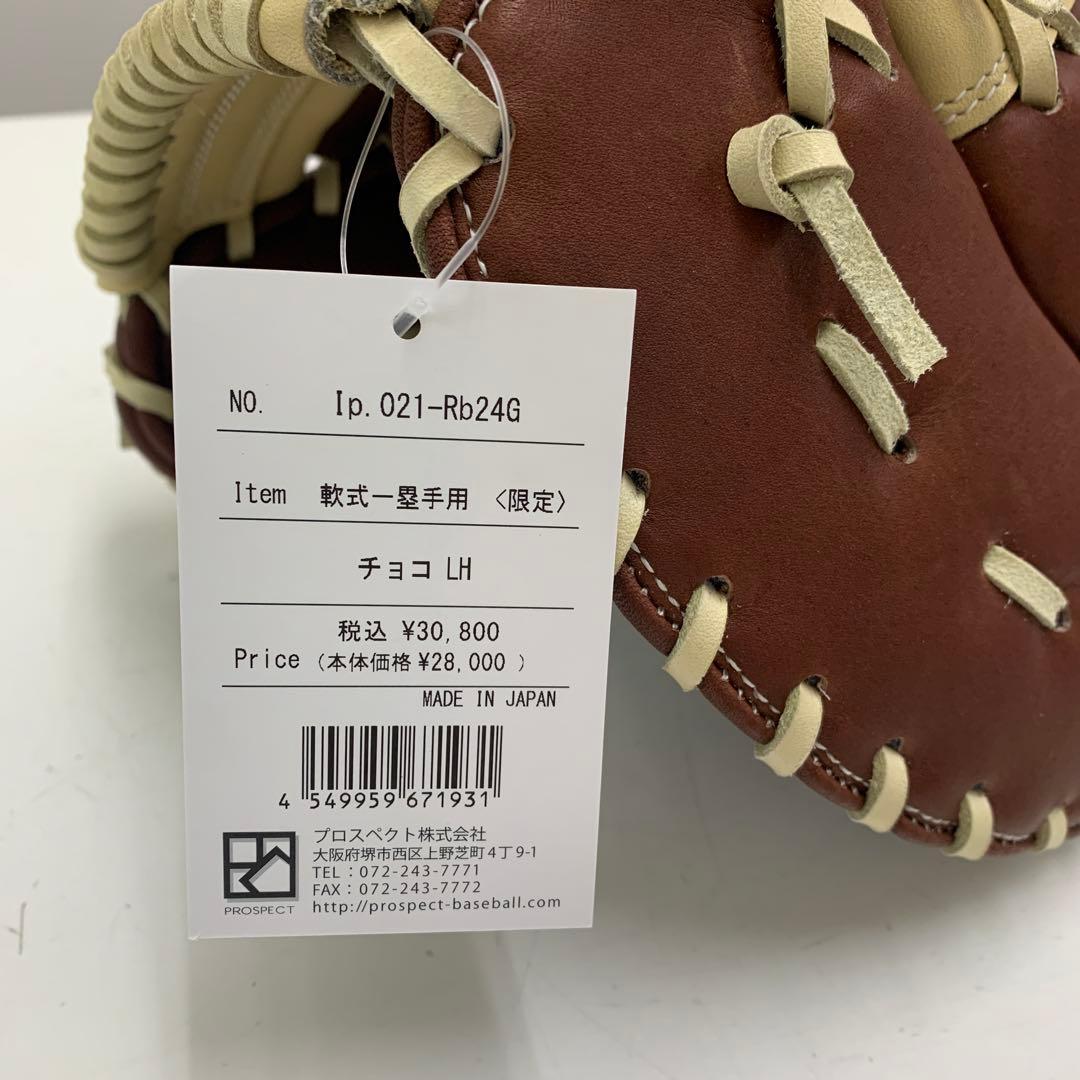 NO. Ip.021-Rb24G
Item 軟式一塁手用 〈限定〉
チョコ LH
税込 ¥30,800
Price (本体価格 ¥28,000 )
MADE IN JAPAN
4 549959 671931
プロスペクト株式会社
大阪府堺市西区上野芝町4丁9-1
TEL：072-243-7771
FAX：072-243-7772
PROSPECT http://prospect-baseball.com